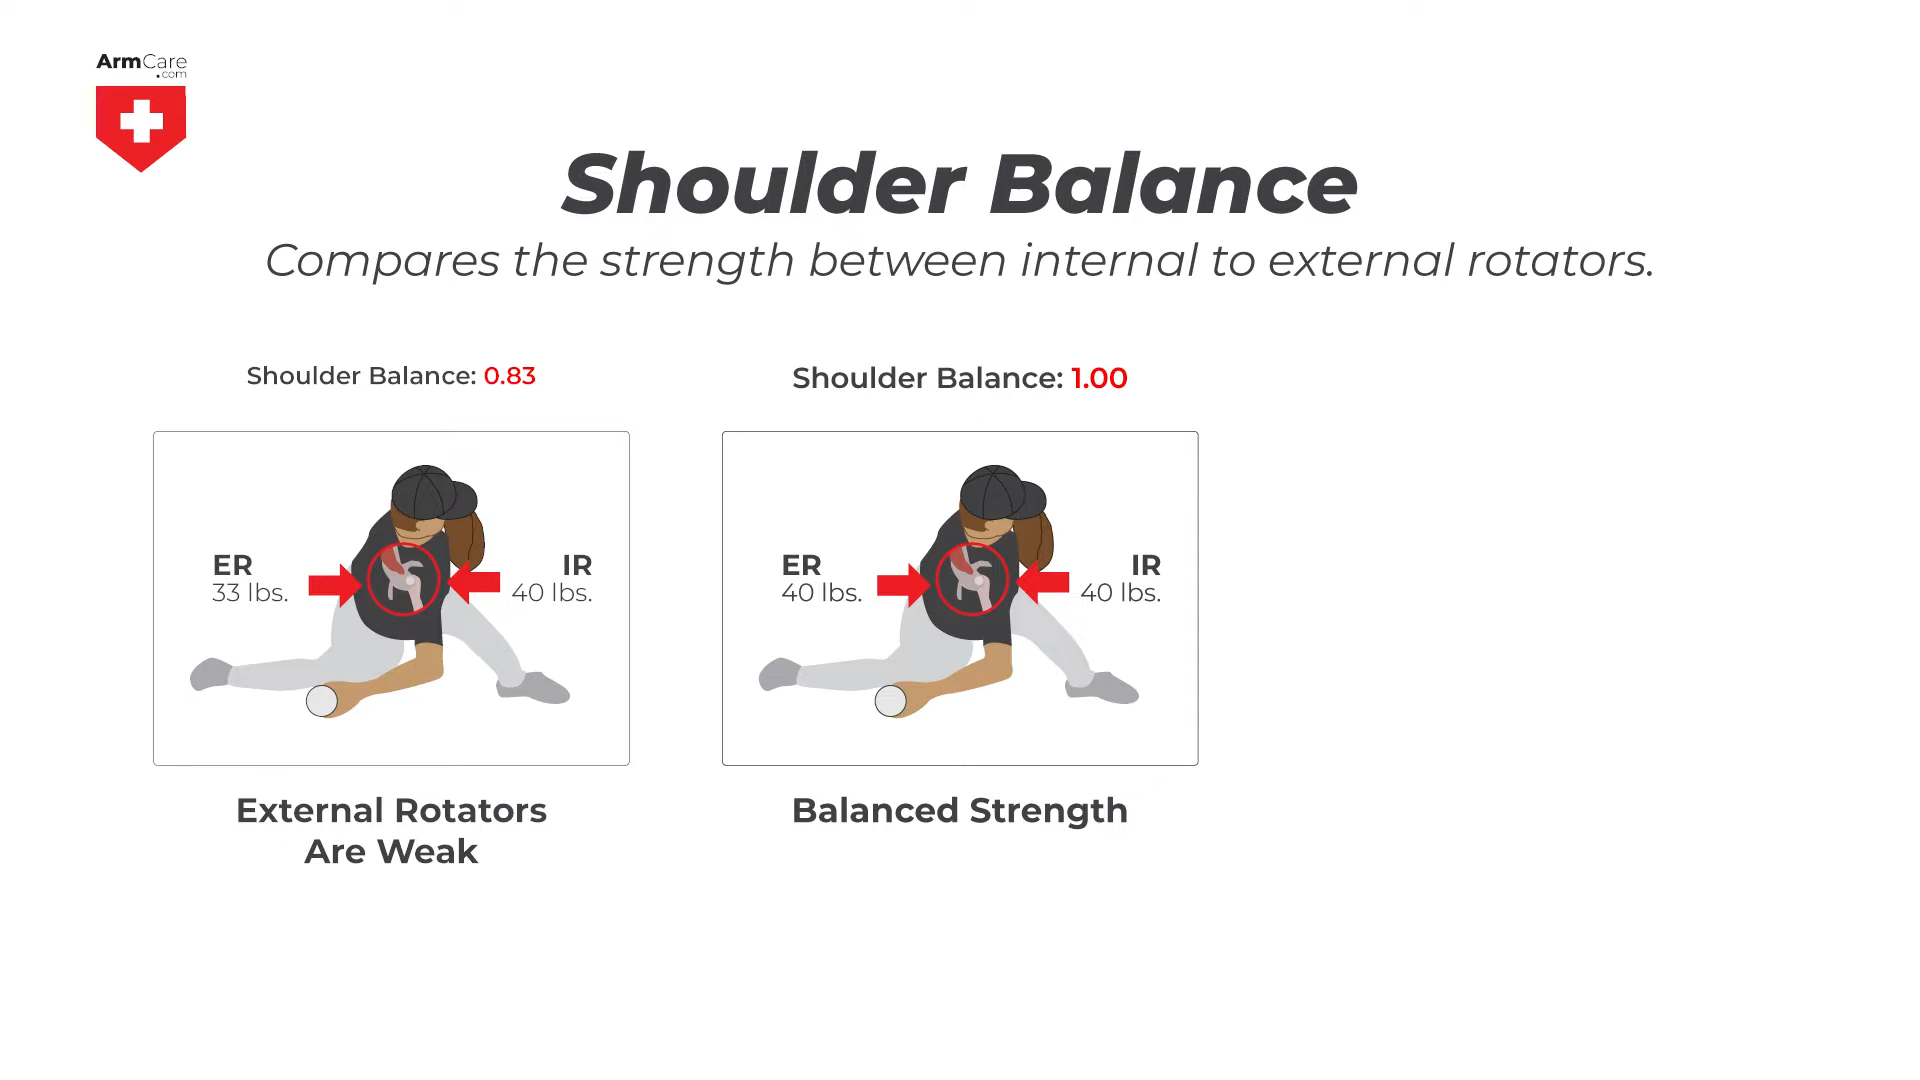 ArmCare
.com
Shoulder Balance
Compares the strength between internal to external rotators.
Shoulder Balance: 0.83
ER
33 lbs.
IR
40 lbs.
External Rotators
Are Weak
Shoulder Balance: 1.00
ER
40 lbs.
IR
40 lbs.
Balanced Strength